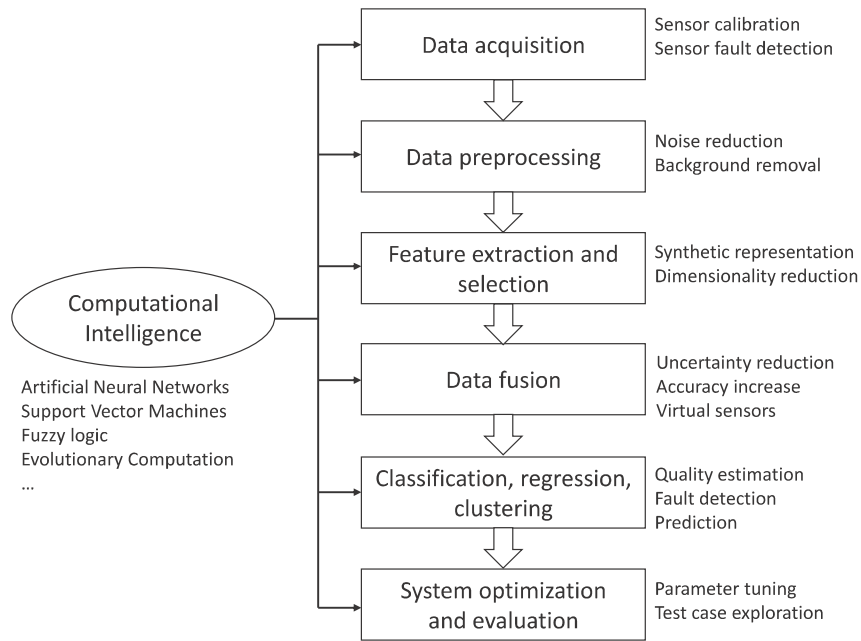 Data acquisition
Sensor calibration
Sensor fault detection
Data preprocessing
Noise reduction
Background removal
Feature extraction and
selection
Synthetic representation
Dimensionality reduction
Computational
Intelligence
Artificial Neural Networks
Support Vector Machines
Fuzzy logic
Evolutionary Computation
...
Data fusion
Uncertainty reduction
Accuracy increase
Virtual sensors
Classification, regression,
clustering
Quality estimation
Fault detection
Prediction
System optimization
and evaluation
Parameter tuning
Test case exploration